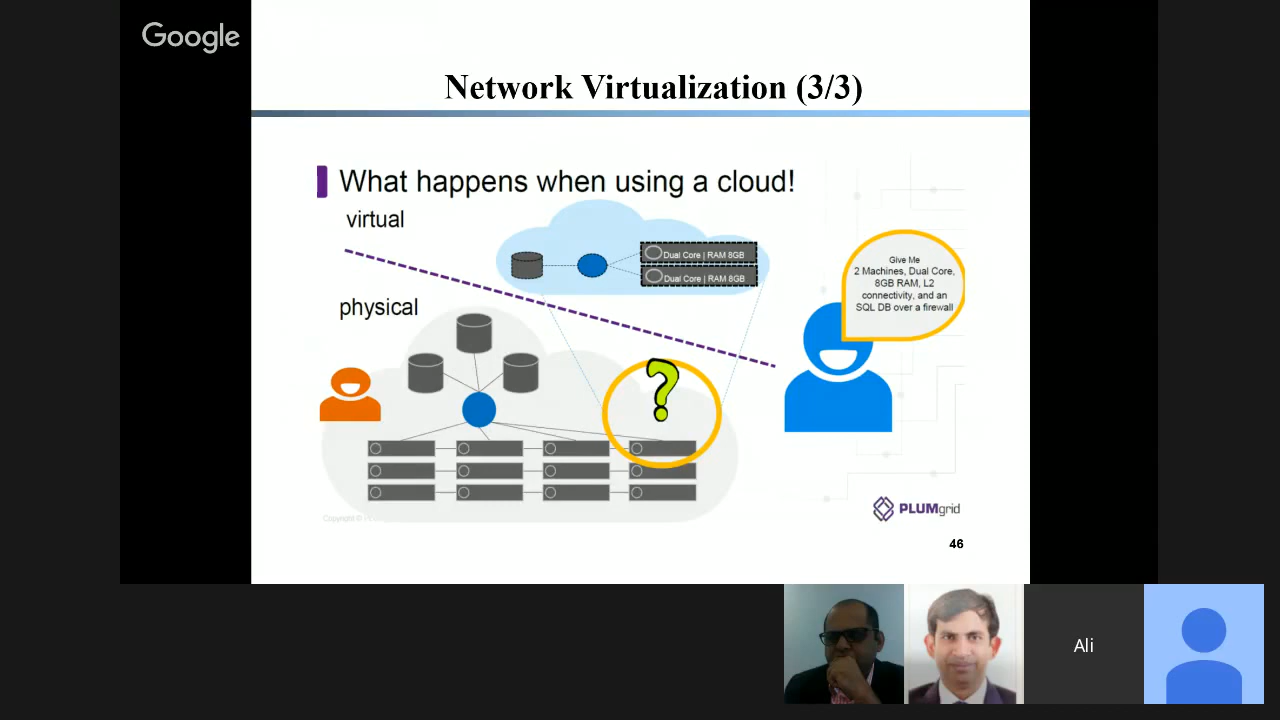 Google
Network Virtualization (3/3)
What happens when using a cloud!
virtual
Dual Core | RAM 8GB
Dual Core | RAM 8GB
Give Me
2 Machines, Dual Core,
8GB RAM, L2
connectivity, and an
SQL DB over a firewall
physical
?
Copyright ©
PLUMgrid
46
Ali